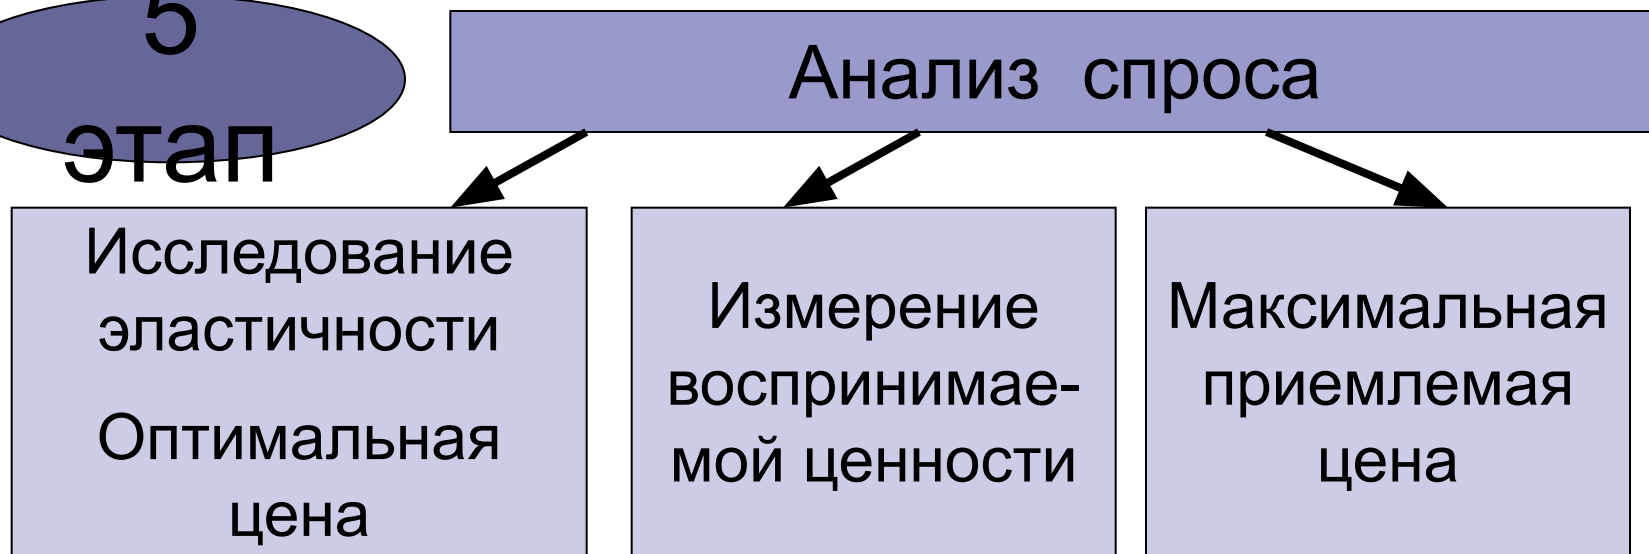 5
этап
Анализ спроса
Исследование
эластичности
Оптимальная
цена
Измерение
воспринимае-
мой ценности
Максимальная
приемлемая
цена